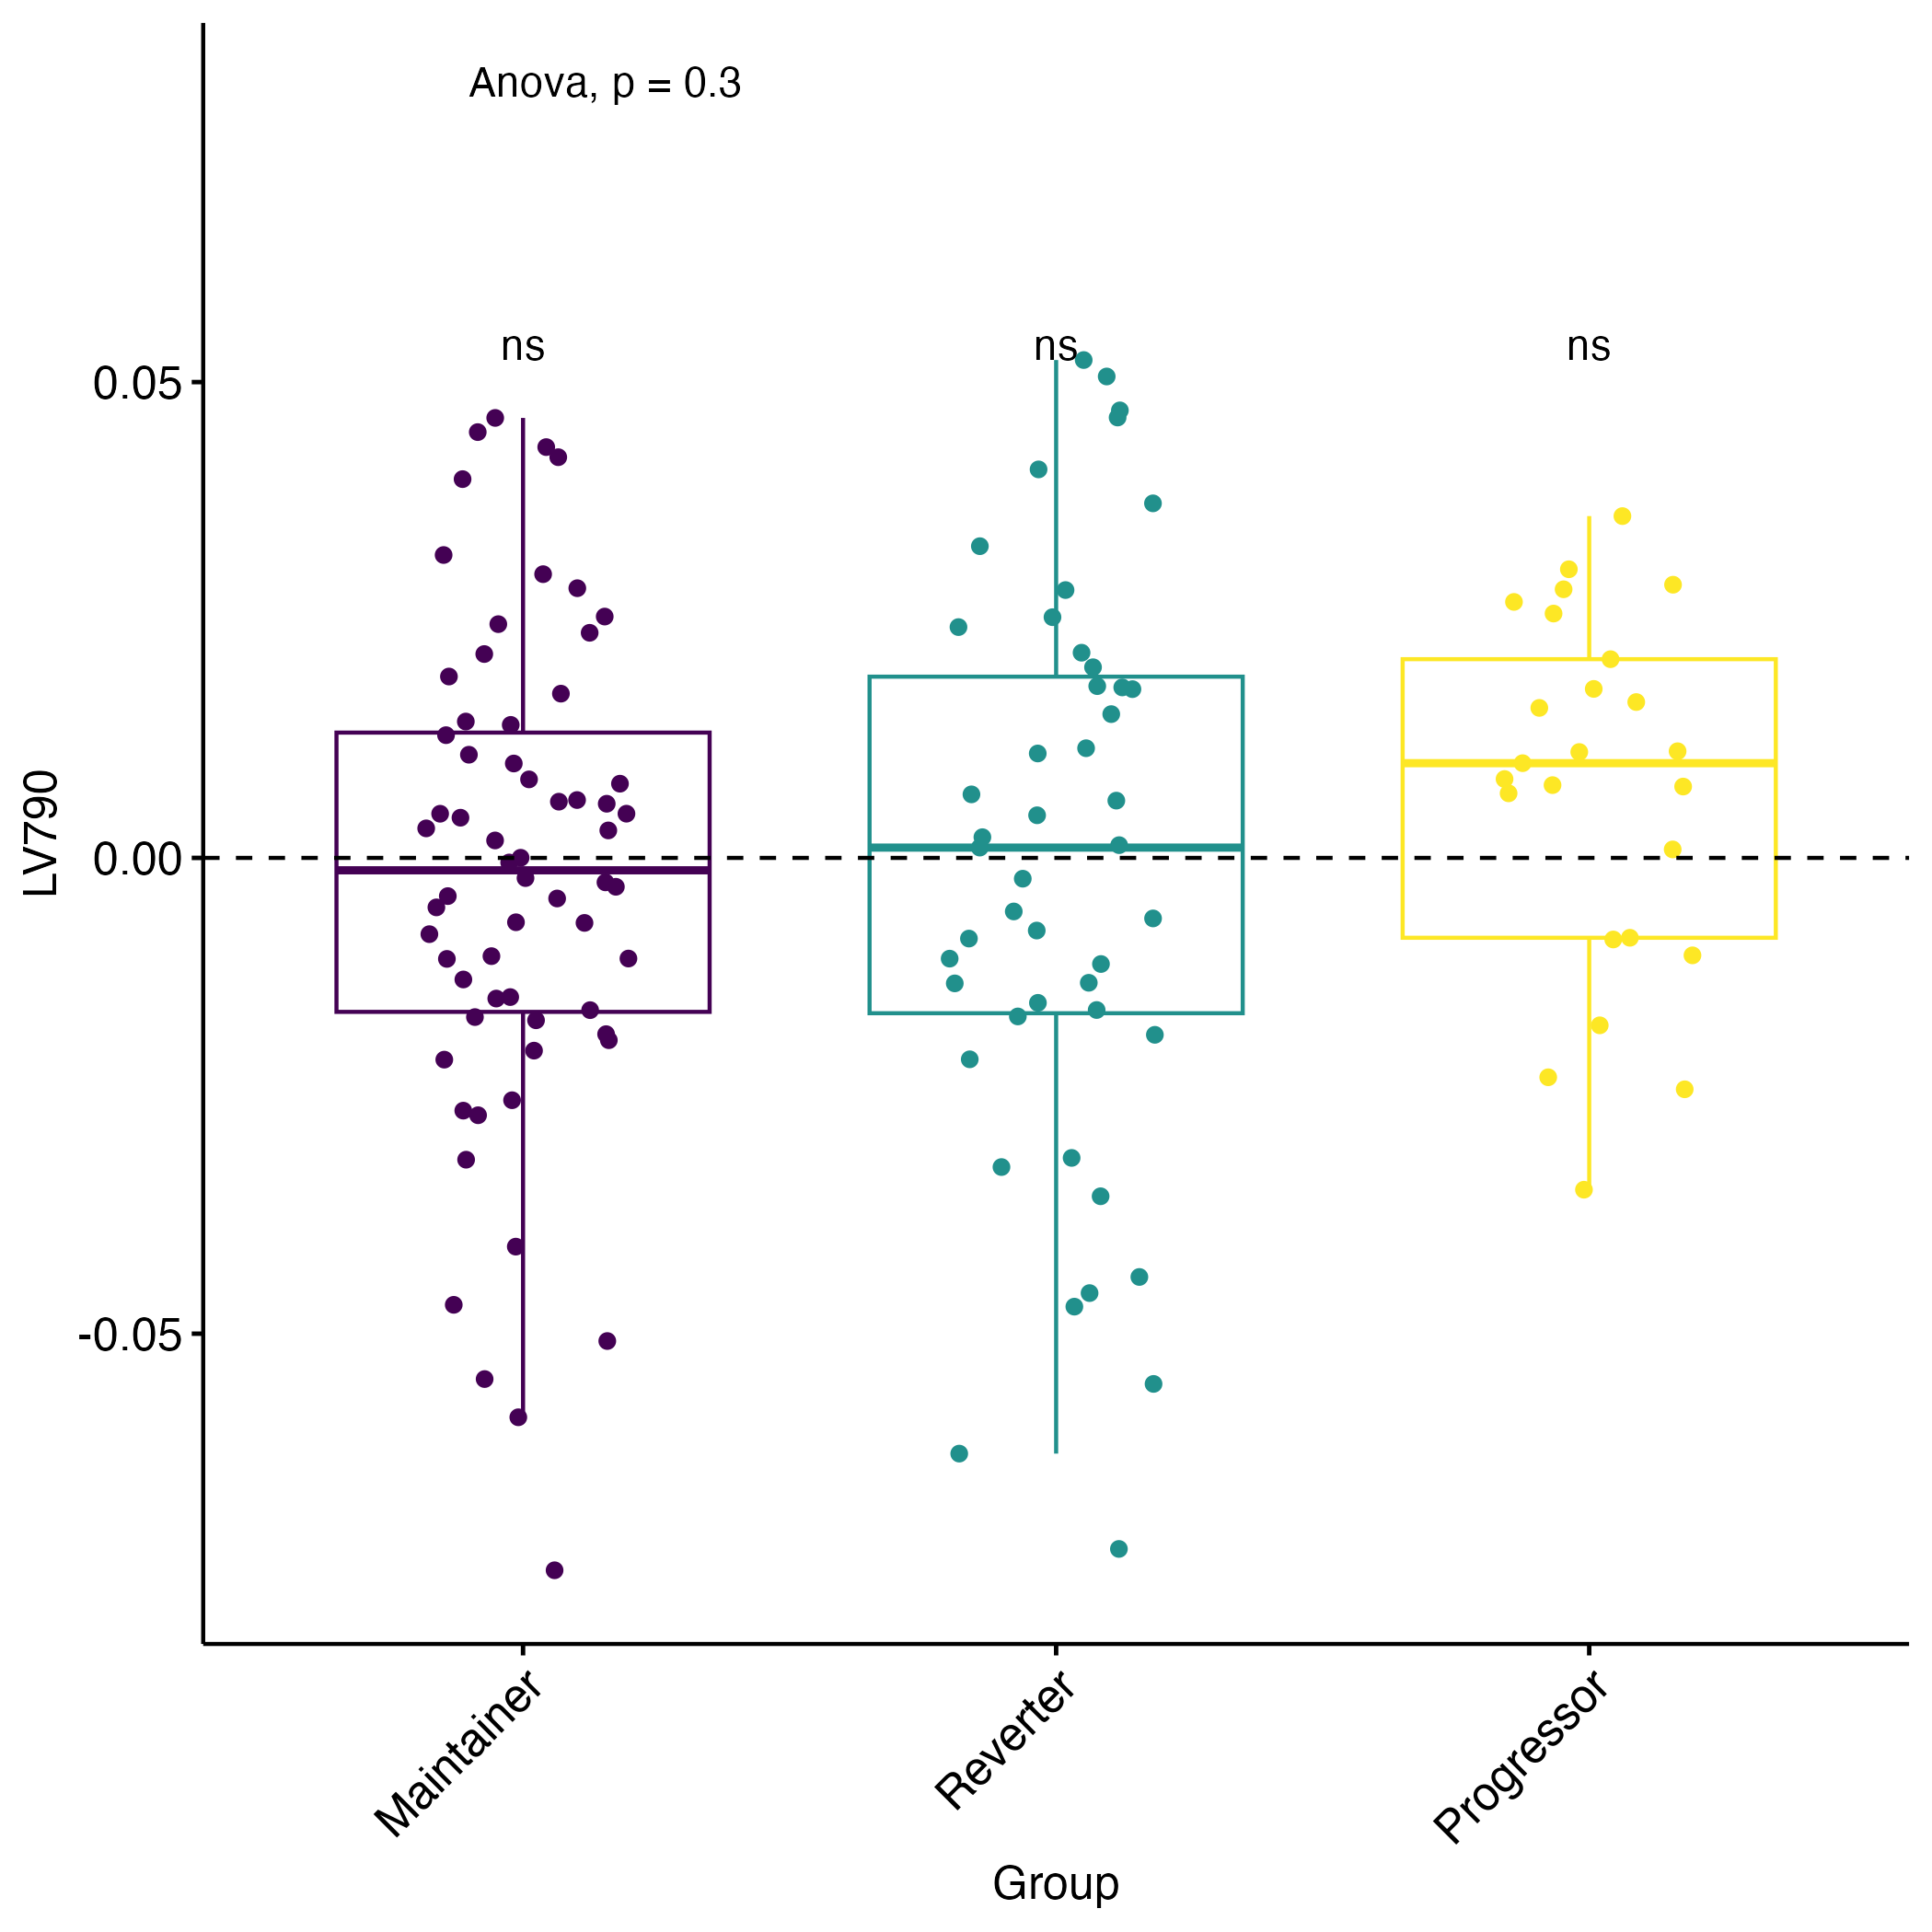 Anova, p = 0.3
ns
ns
ns
0.05
0.00
-0.05
LV790
Maintainer
Reverter
Progressor
Group